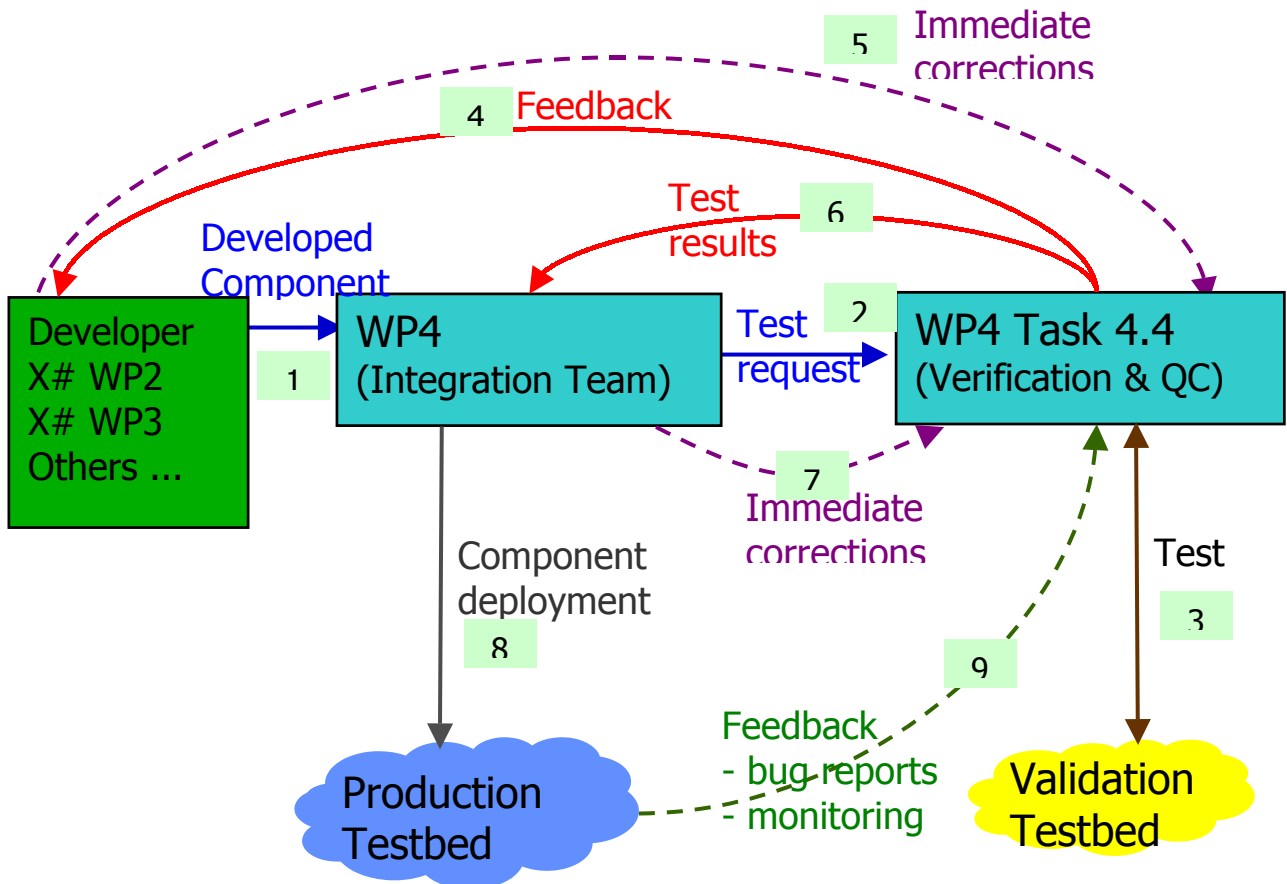 5
Immediate
corrections
4
Feedback
Test
results
6
Developed
Component
Developer
X# WP2
X# WP3
Others ...
1
WP4
(Integration Team)
Test
request
2
WP4 Task 4.4
(Verification & QC)
7
Immediate
corrections
Component
deployment
8
Test
3
9
Feedback
- bug reports
- monitoring
Production
Testbed
Validation
Testbed